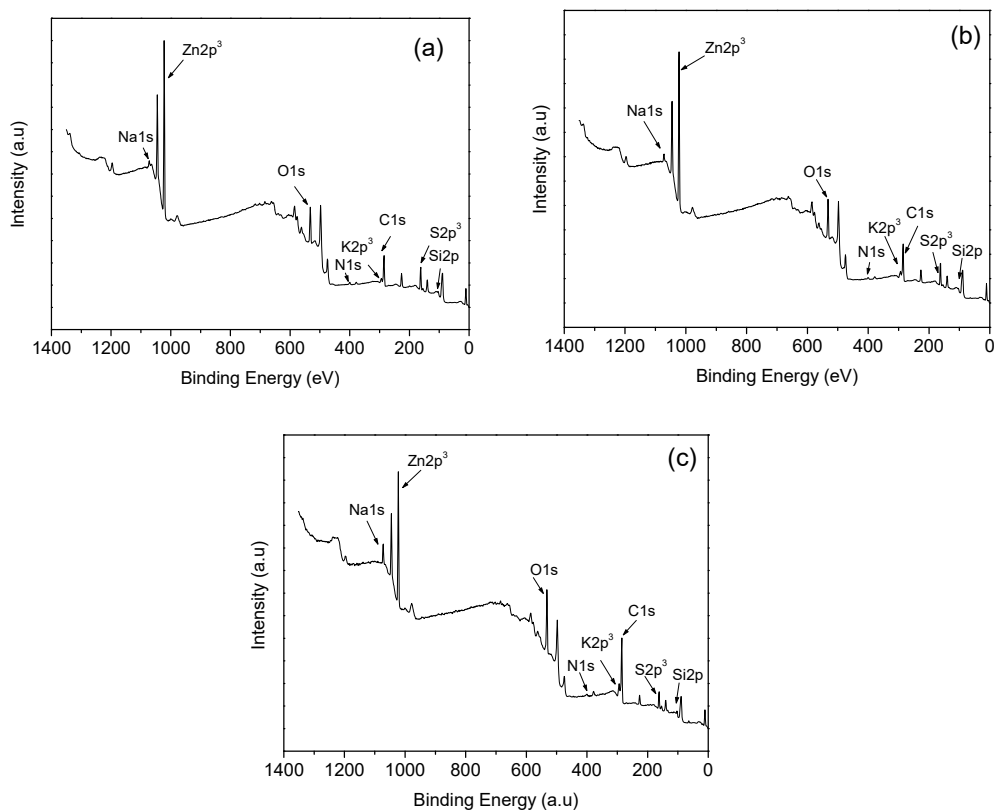 (a)
Zn2p³
Na1s
O1s
C1s
K2p³
S2p³
N1s
Si2p
Intensity (a.u)
1400 1200 1000 800 600 400 200 0
Binding Energy (eV)
(b)
Zn2p³
Na1s
O1s
C1s
K2p³
S2p³
N1s
Si2p
Intensity (a.u)
1400 1200 1000 800 600 400 200 0
Binding Energy (eV)
(c)
Zn2p³
Na1s
O1s
C1s
K2p³
N1s
S2p³
Si2p
Intensity (a.u)
1400 1200 1000 800 600 400 200 0
Binding Energy (a.u)